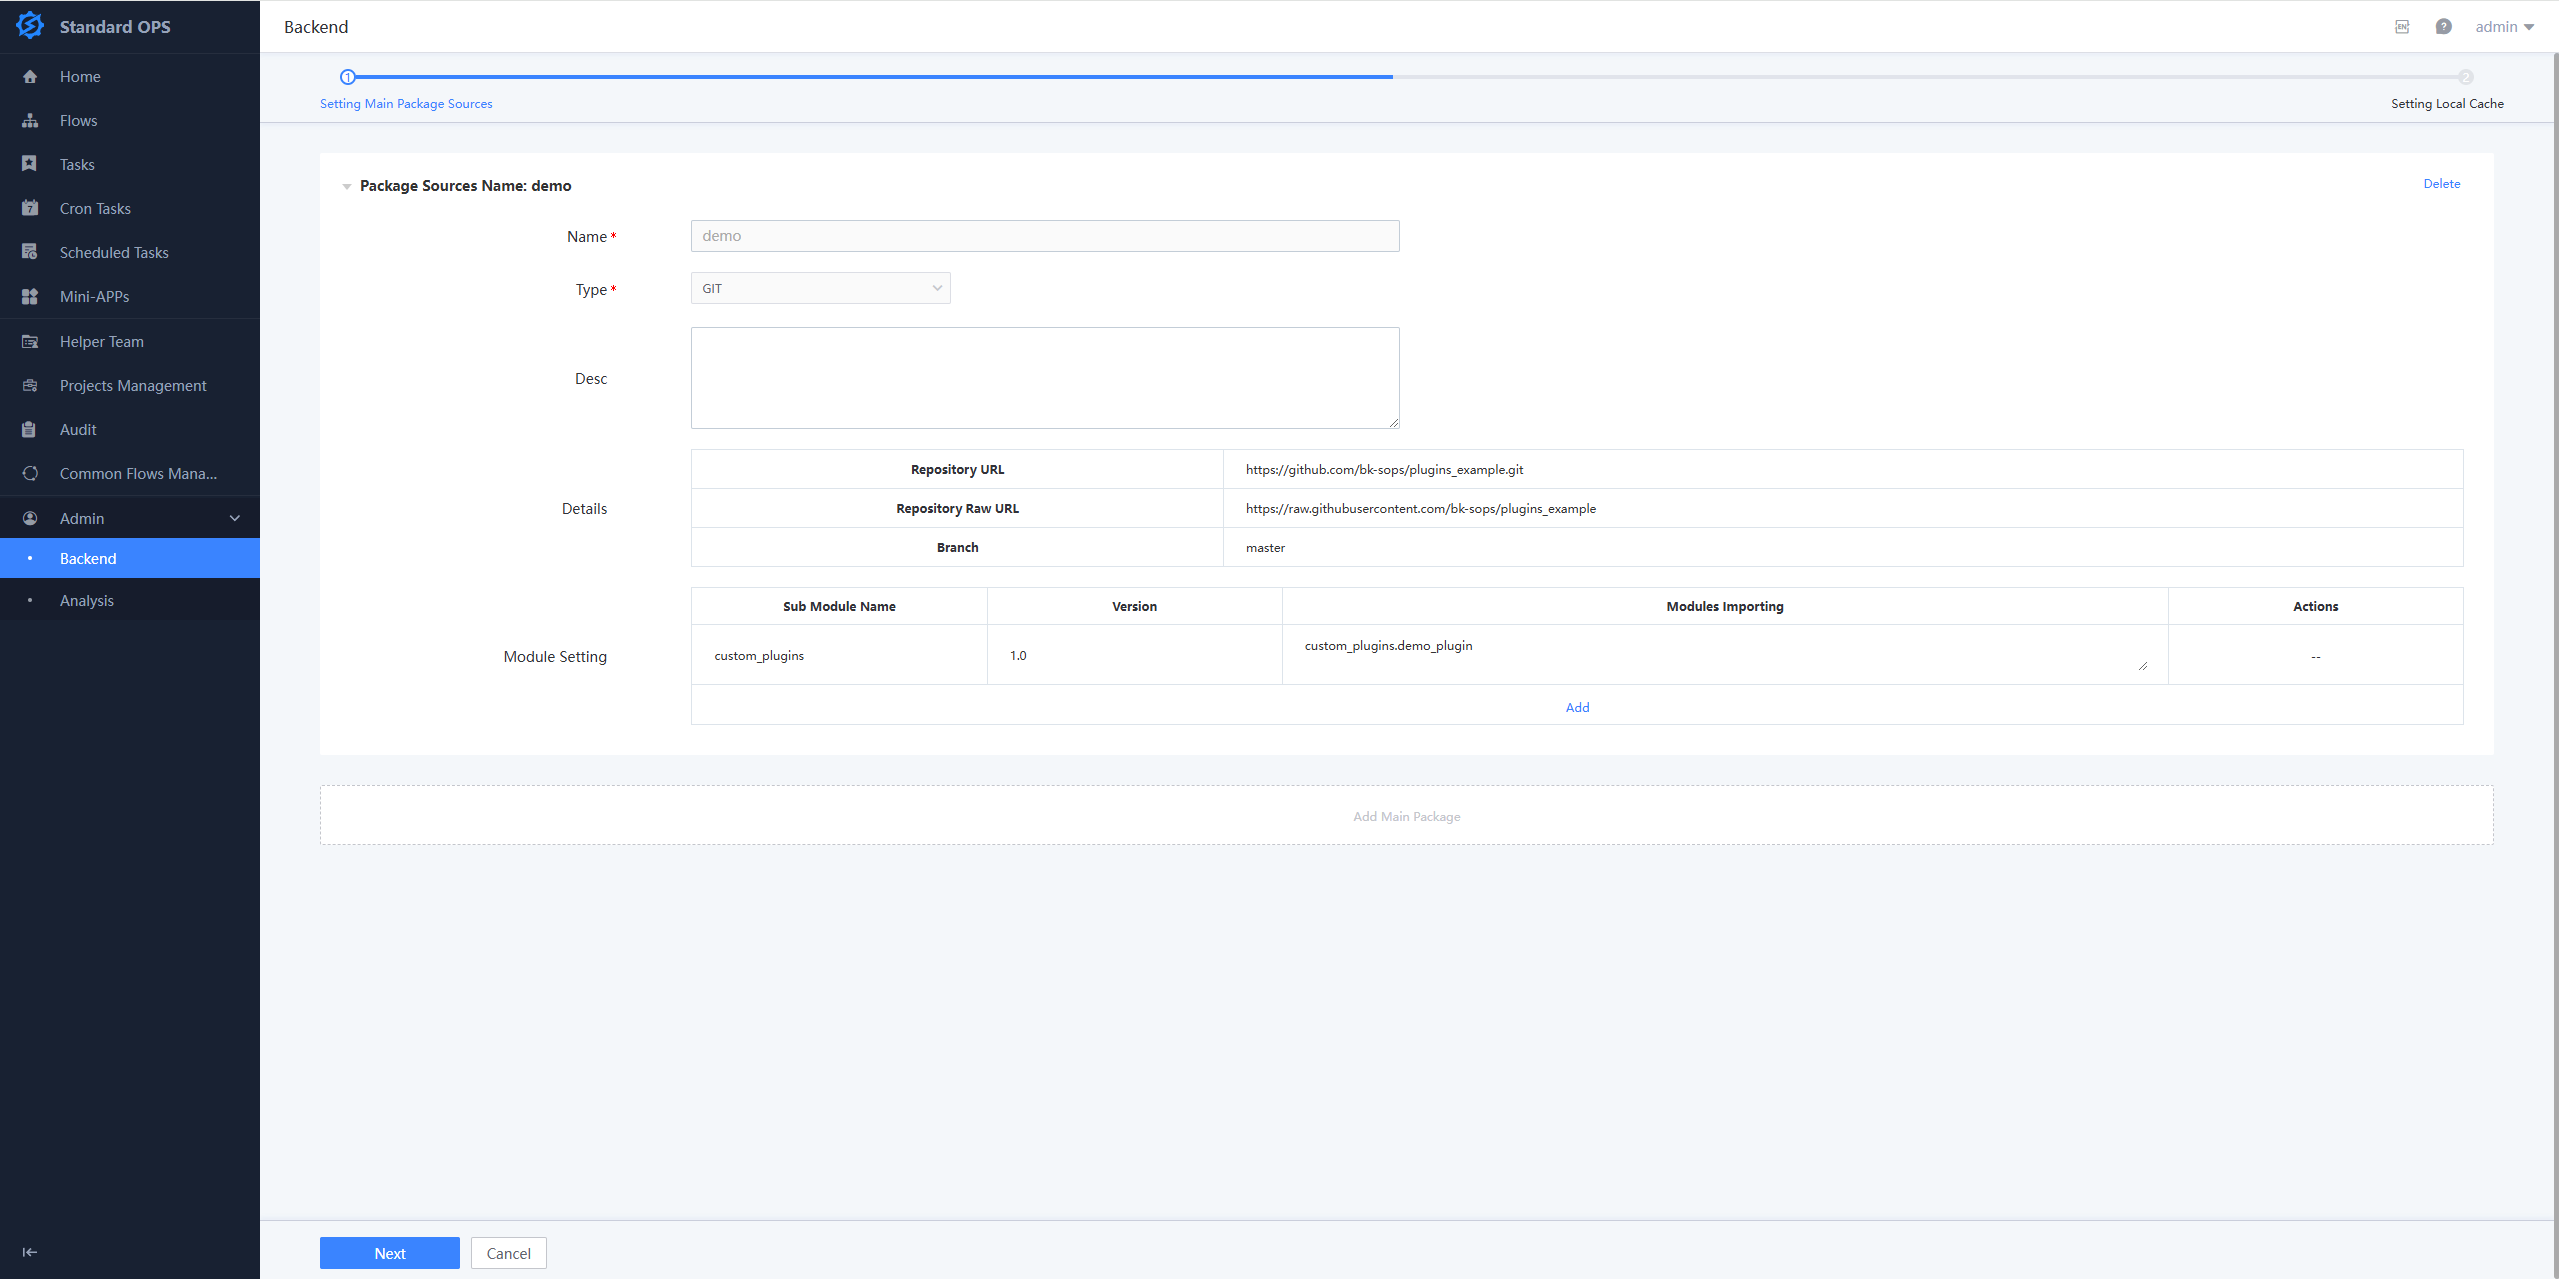 Standard OPS
Backend
admin
Home
Flows
Tasks
7
Cron Tasks
Scheduled Tasks
Mini-APPs
Helper Team
Projects Management
Audit
Common Flows Mana...
Admin
Backend
Analysis
1
2
Setting Main Package Sources
Setting Local Cache
Package Sources Name: demo
Delete
Name *
demo
Type *
GIT
Desc
Details
Repository URL
https://github.com/bk-sops/plugins_example.git
Repository Raw URL
https://raw.githubusercontent.com/bk-sops/plugins_example
Branch
master
Module Setting
Sub Module Name
Version
Modules Importing
Actions
custom_plugins
1.0
custom_plugins.demo_plugin
--
Add
Add Main Package
Next
Cancel